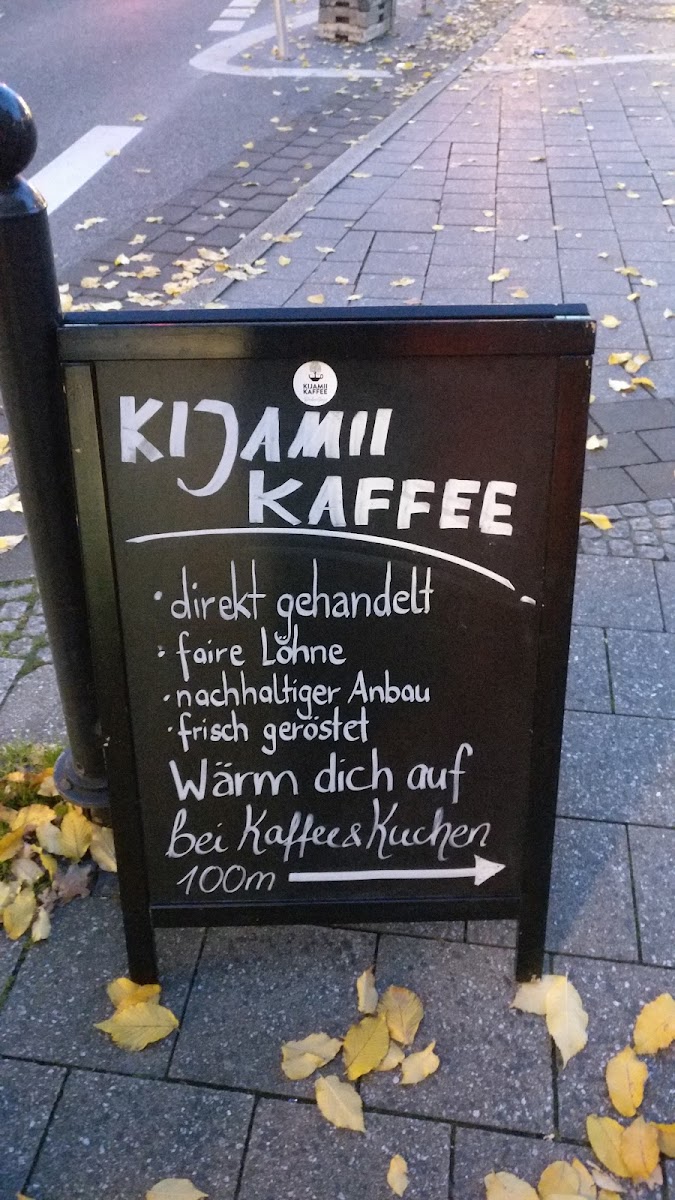 KIJAMII
KAFFEE
KIJAMII
KAFFEE
· direkt gehandelt
· faire Löhne
· nachhaltiger Anbau
· frisch geröstet
Wärm dich auf
Bei Kaffee & Kuchen
100m →